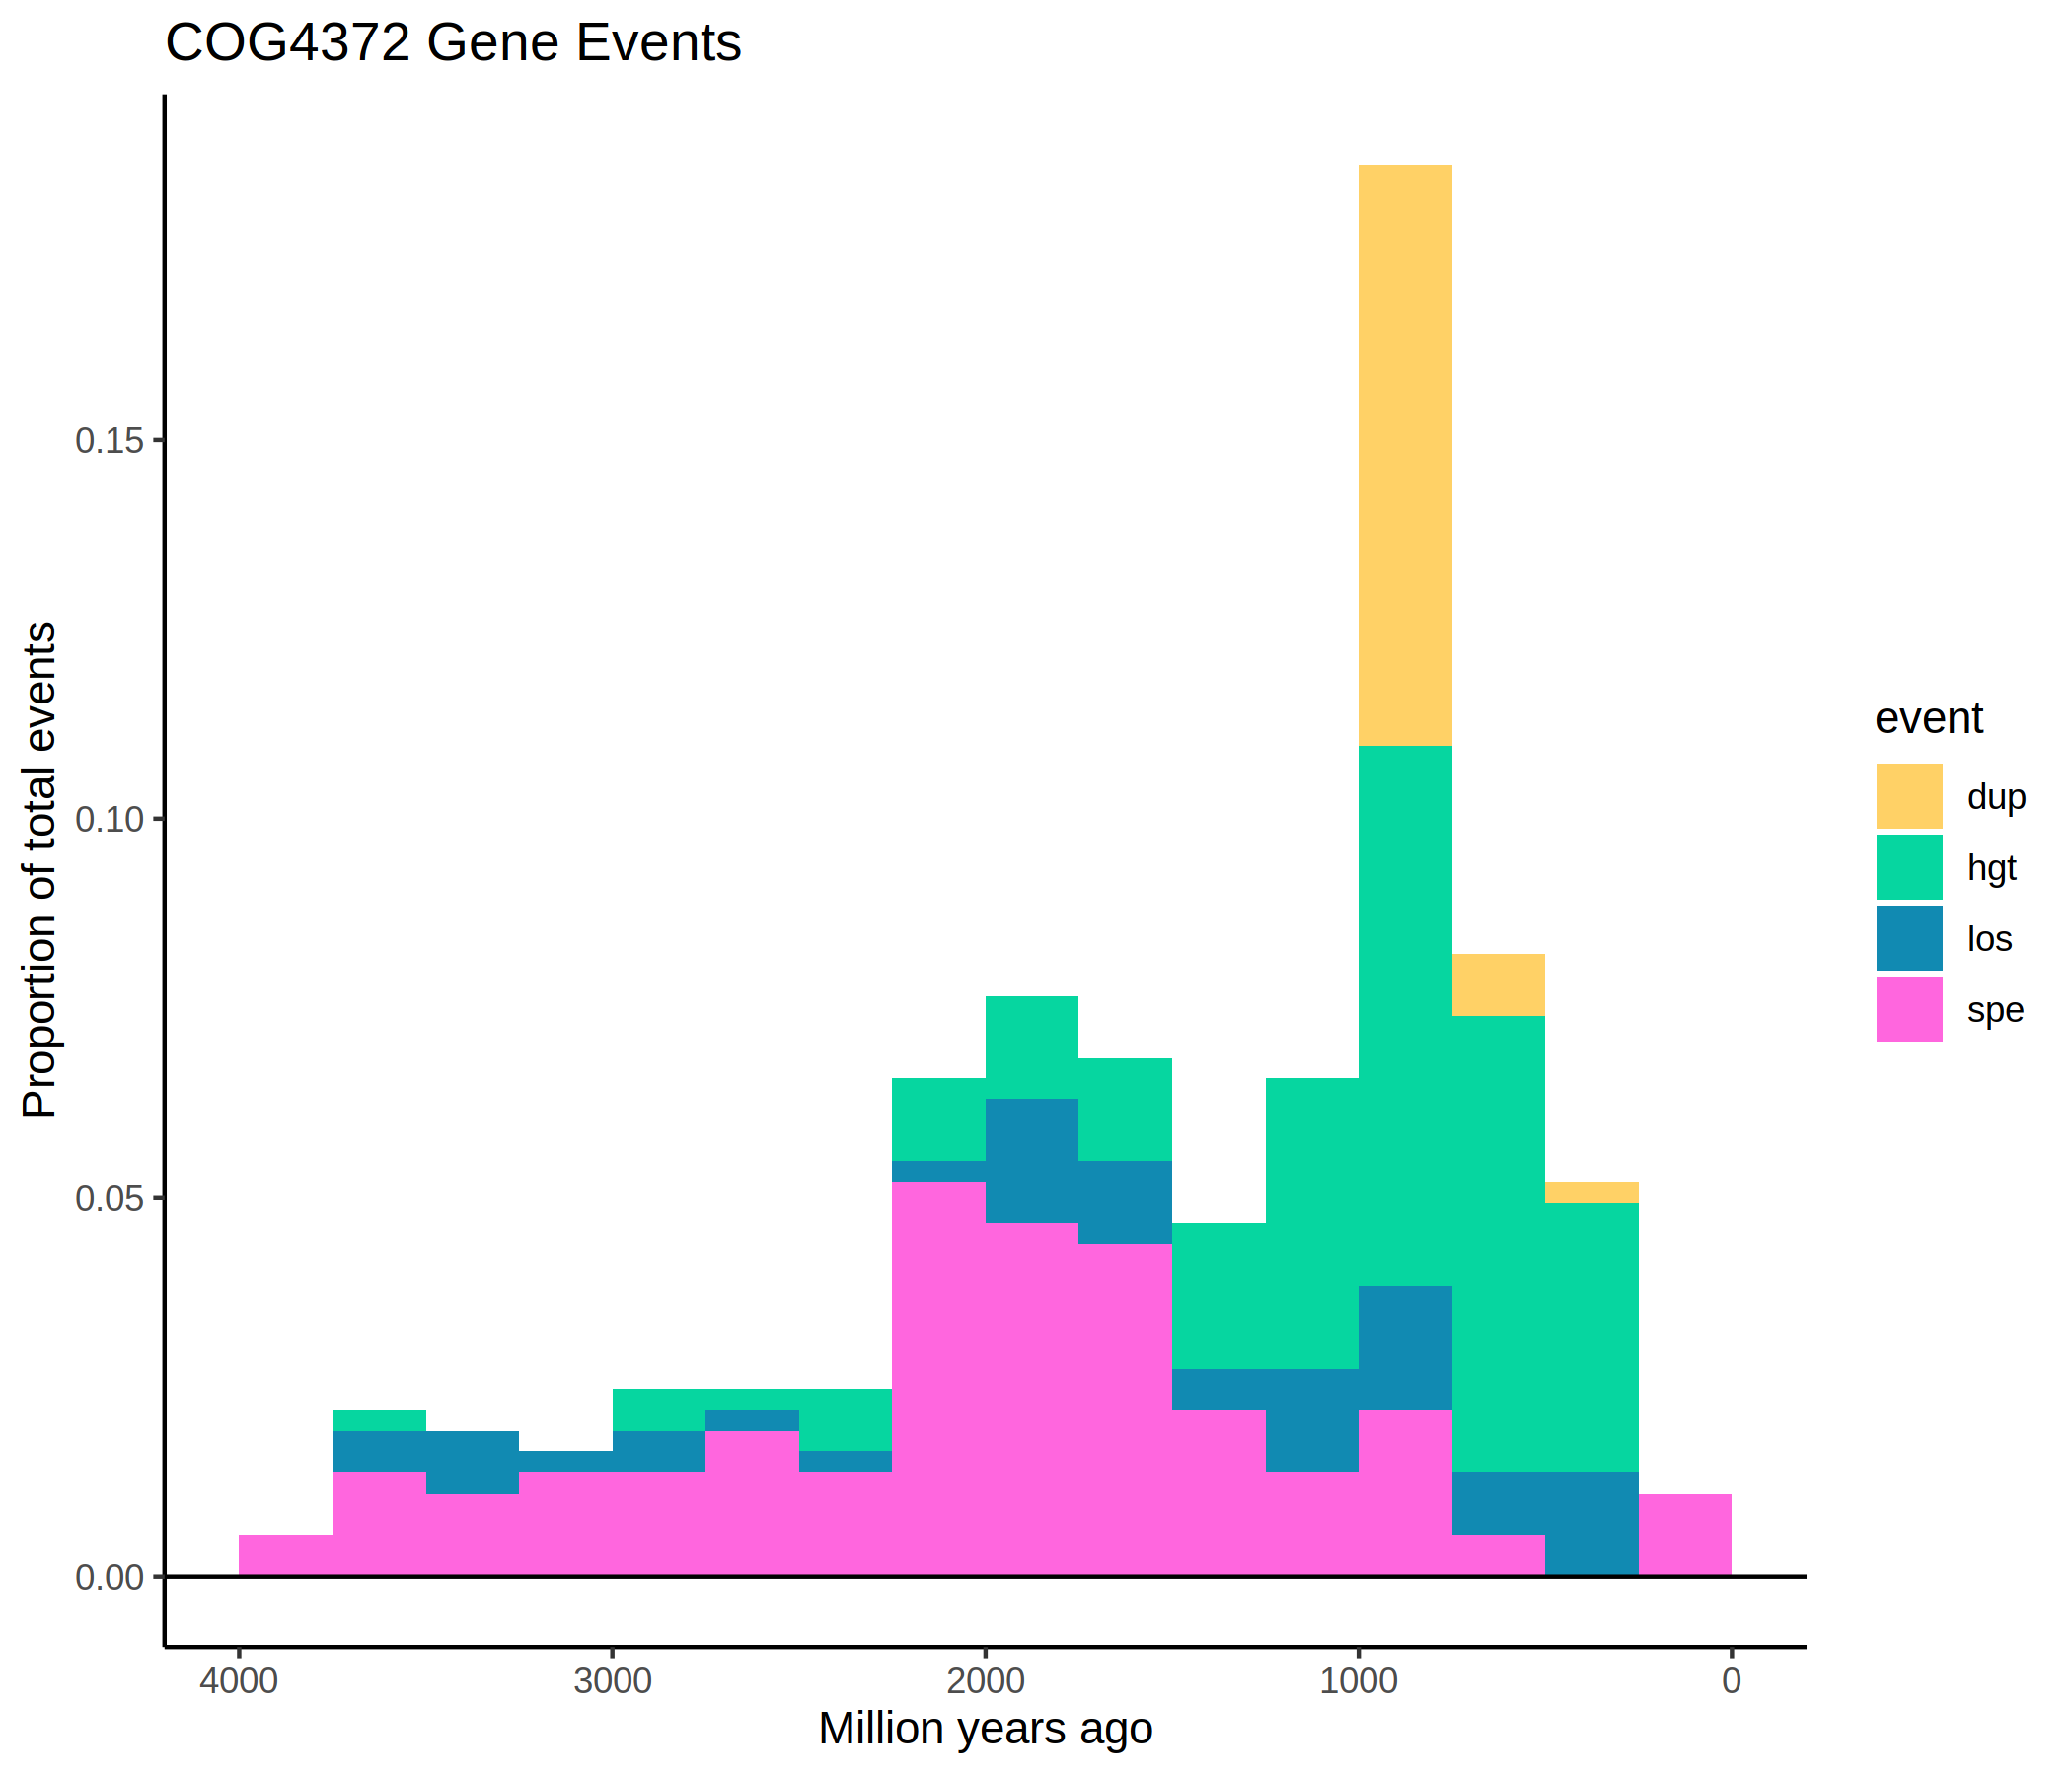 COG4372 Gene Events
Proportion of total events
0.15
0.10
0.05
0.00
4000
3000
2000
1000
0
Million years ago
event
dup
hgt
los
spe